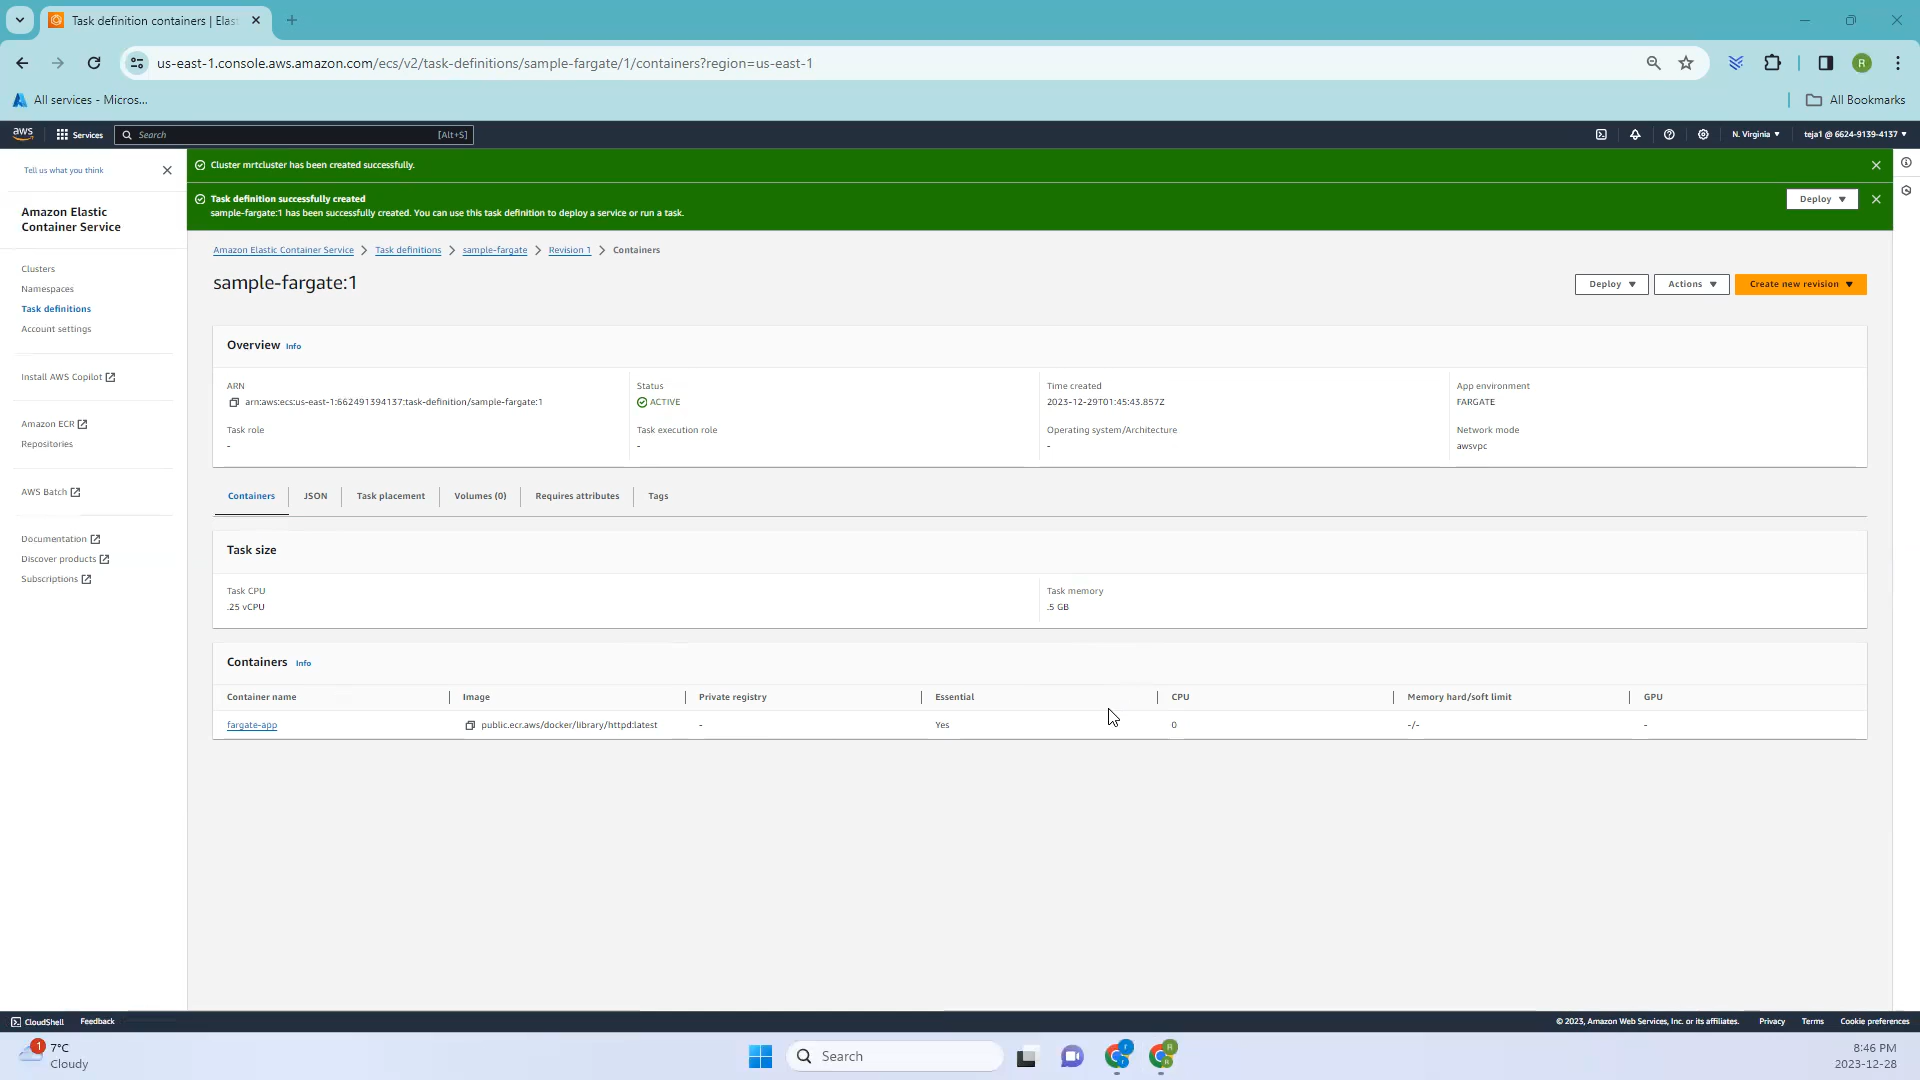 Task definition containers | Elas
us-east-1.console.aws.amazon.com/ecs/v2/task-definitions/sample-fargate/1/containers?region=us-east-1
R
All services - Micros...
All Bookmarks
aws
Services
Search
[Alt+S]
N. Virginia
teja1 @ 6624-9139-4137
Tell us what you think
Cluster mrtcluster has been created successfully.
Task definition successfully created
sample-fargate:1 has been successfully created. You can use this task definition to deploy a service or run a task.
Deploy
Amazon Elastic
Container Service
Clusters
Namespaces
Task definitions
Account settings
Install AWS Copilot
Amazon ECR
Repositories
AWS Batch
Documentation
Discover products
Subscriptions
Amazon Elastic Container Service > Task definitions > sample-fargate > Revision 1 > Containers
sample-fargate:1
Deploy
Actions
Create new revision
Overview Info
ARN
arn:aws:ecs:us-east-1:662491394137:task-definition/sample-fargate:1
Status
ACTIVE
Time created
2023-12-29T01:45:43.857Z
App environment
FARGATE
Task role
-
Task execution role
-
Operating system/Architecture
-
Network mode
awsvpc
Containers
JSON
Task placement
Volumes (0)
Requires attributes
Tags
Task size
Task CPU
.25 vCPU
Task memory
.5 GB
Containers Info
Container name
Image
Private registry
Essential
CPU
Memory hard/soft limit
GPU
fargate-app
public.ecr.aws/docker/library/httpd:latest
-
Yes
0
-/-
-
CloudShell
Feedback
© 2023, Amazon Web Services, Inc. or its affiliates.
Privacy
Terms
Cookie preferences
1
7°C
Cloudy
Search
r
r
R
R
8:46 PM
2023-12-28